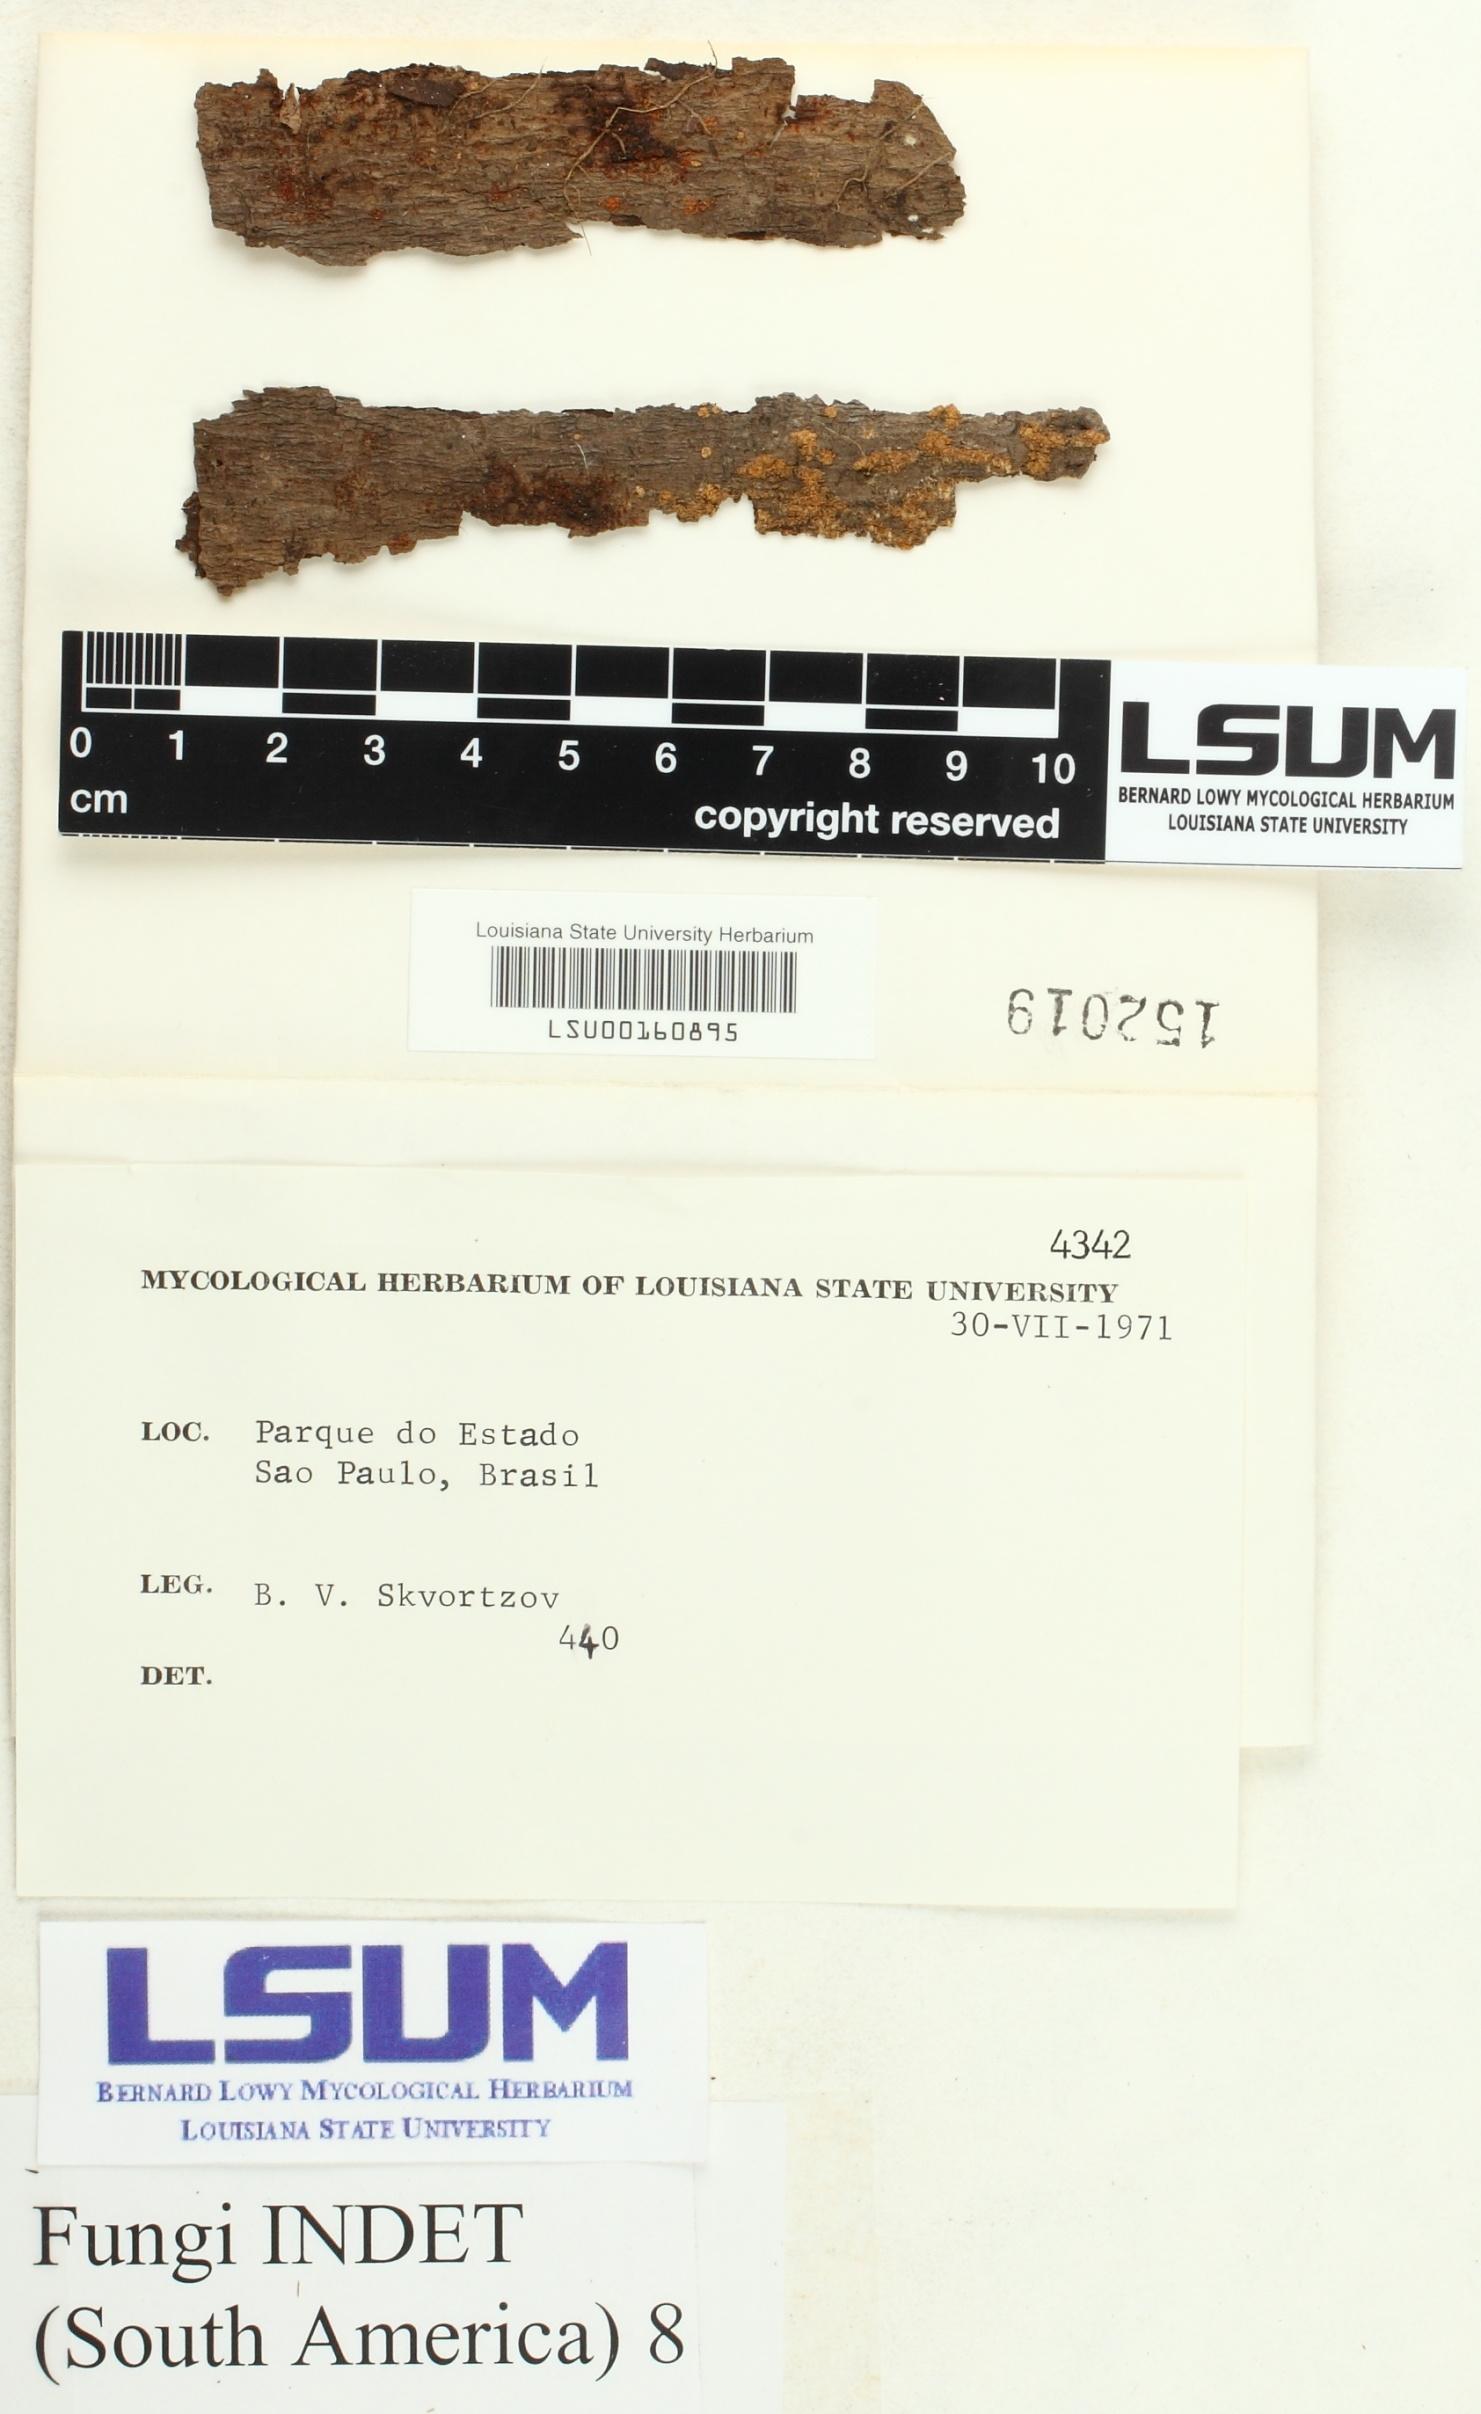 0 1 2 3 4 5 6 7 8 9 10
cm
copyright reserved
LSUM
BERNARD LOWY MYCOLOGICAL HERBARIUM
LOUISIANA STATE UNIVERSITY
Louisiana State University Herbarium
LSU00160895
152019
4342
MYCOLOGICAL HERBARIUM OF LOUISIANA STATE UNIVERSITY
30-VII-1971
LOC. Parque do Estado
Sao Paulo, Brasil
LEG. B. V. Skvortzov
440
DET.
LSUM
BERNARD LOWY MYCOLOGICAL HERBARIUM
LOUISIANA STATE UNIVERSITY
Fungi INDET
(South America) 8